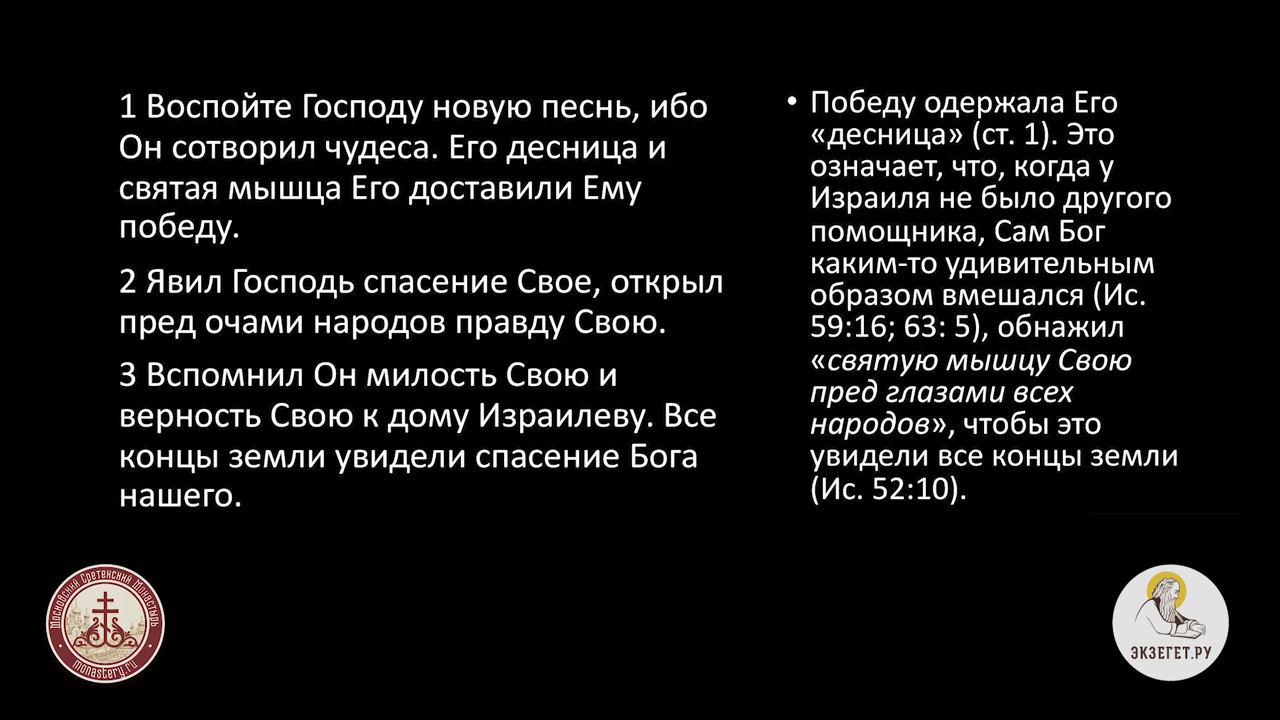 1 Воспойте Господу новую песнь, ибо
Он сотворил чудеса. Его десница и
святая мышца Его доставили Ему
победу.
2 Явил Господь спасение Свое, открыл
пред очами народов правду Свою.
3 Вспомнил Он милость Свою и
верность Свою к дому Израилеву. Все
концы земли увидели спасение Бога
нашего.
• Победу одержала Его
«десница» (ст. 1). Это
означает, что, когда у
Израиля не было другого
помощника, Сам Бог
каким-то удивительным
образом вмешался (Ис.
59:16; 63: 5), обнажил
«святую мышцу Свою
пред глазами всех
народов», чтобы это
увидели все концы земли
(Ис. 52:10).
Московский Сретенский Монастырь
monastery.ru
ЭКЗЕГЕТ.РУ